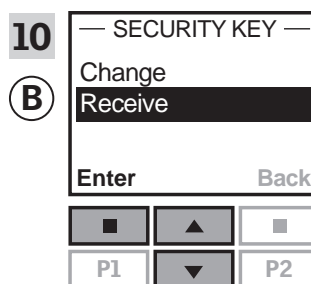 10
B
SECURITY KEY
Change
Receive
Enter Back
P1 P2